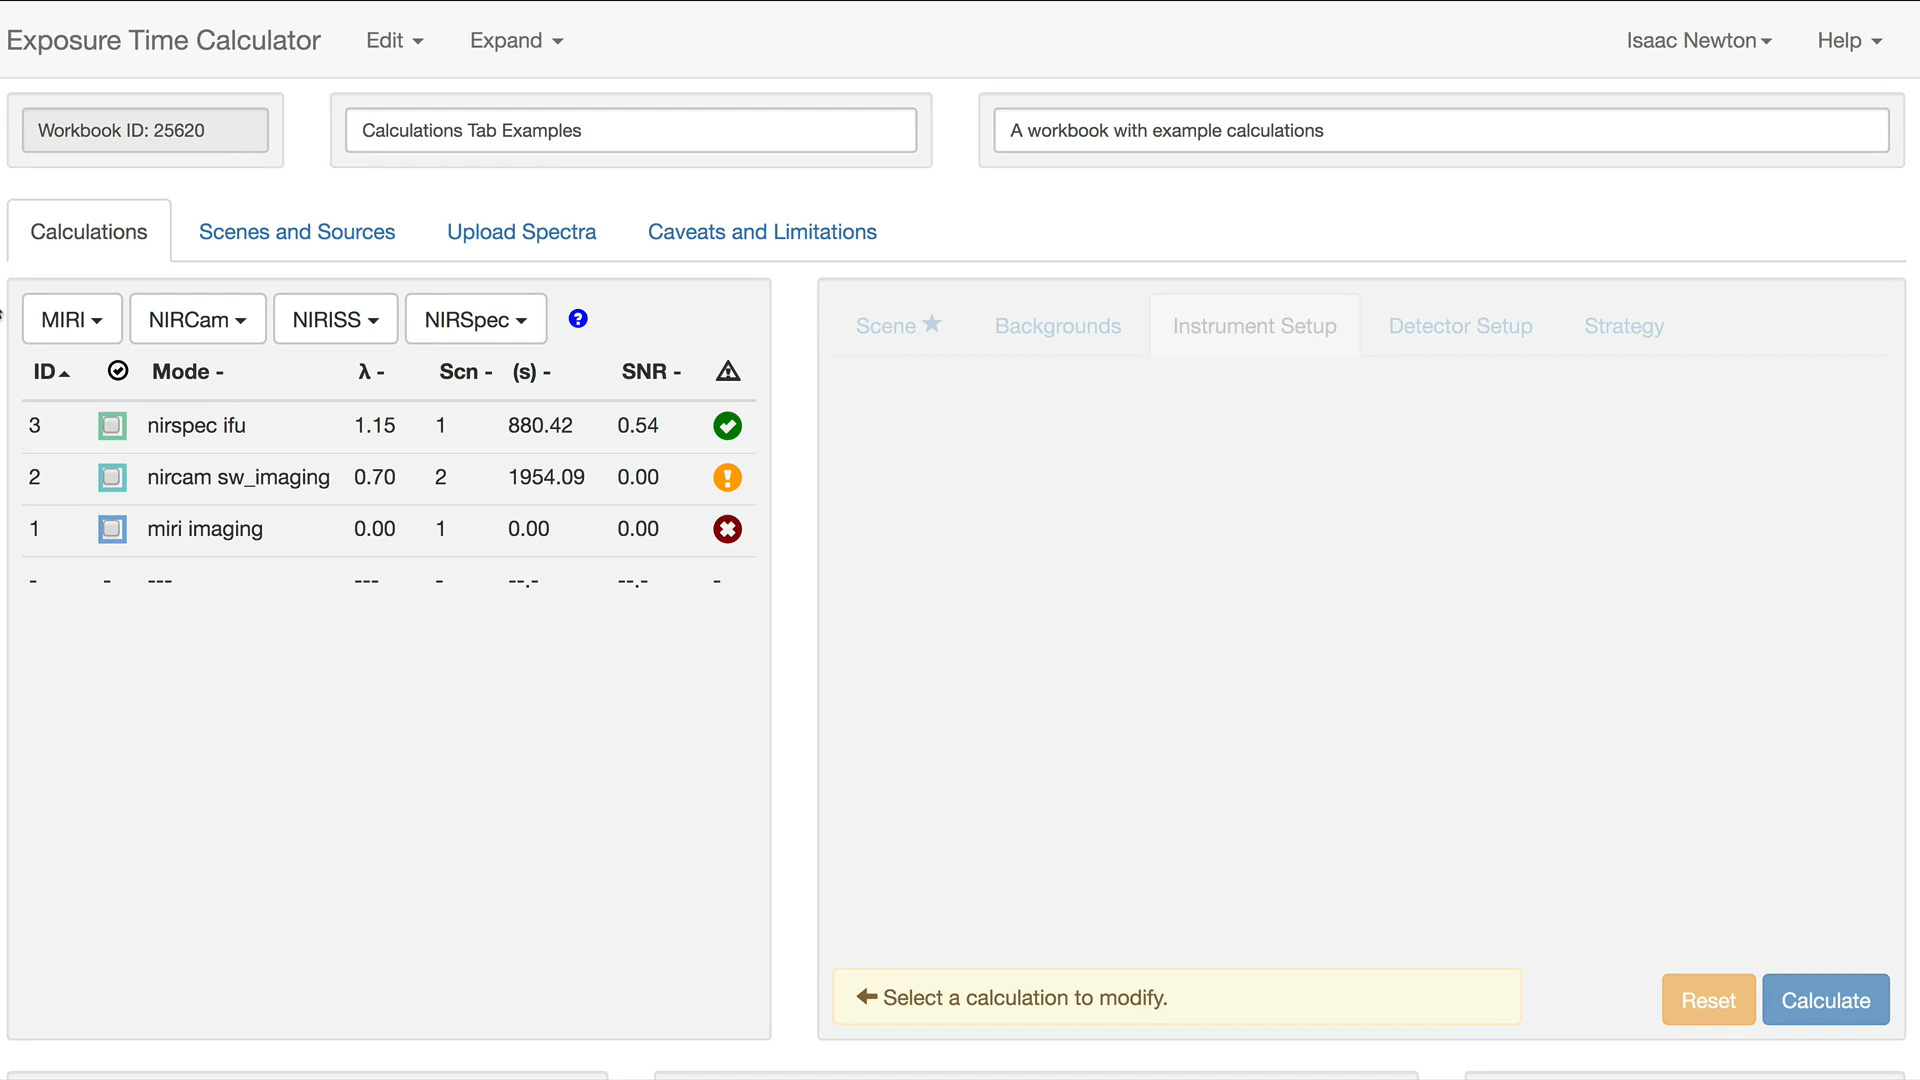 Exposure Time Calculator Edit Expand Isaac Newton Help
Workbook ID: 25620 Calculations Tab Examples A workbook with example calculations
Calculations Scenes and Sources Upload Spectra Caveats and Limitations
MIRI NIRCam NIRISS NIRSpec ?
Scene Backgrounds Instrument Setup Detector Setup Strategy
ID Mode - λ - Scn - (s) - SNR -
3 nirspec ifu 1.15 1 880.42 0.54
2 nircam sw_imaging 0.70 2 1954.09 0.00
1 miri imaging 0.00 1 0.00 0.00
- - --- --- - --.- --.- -
Select a calculation to modify.
Reset Calculate